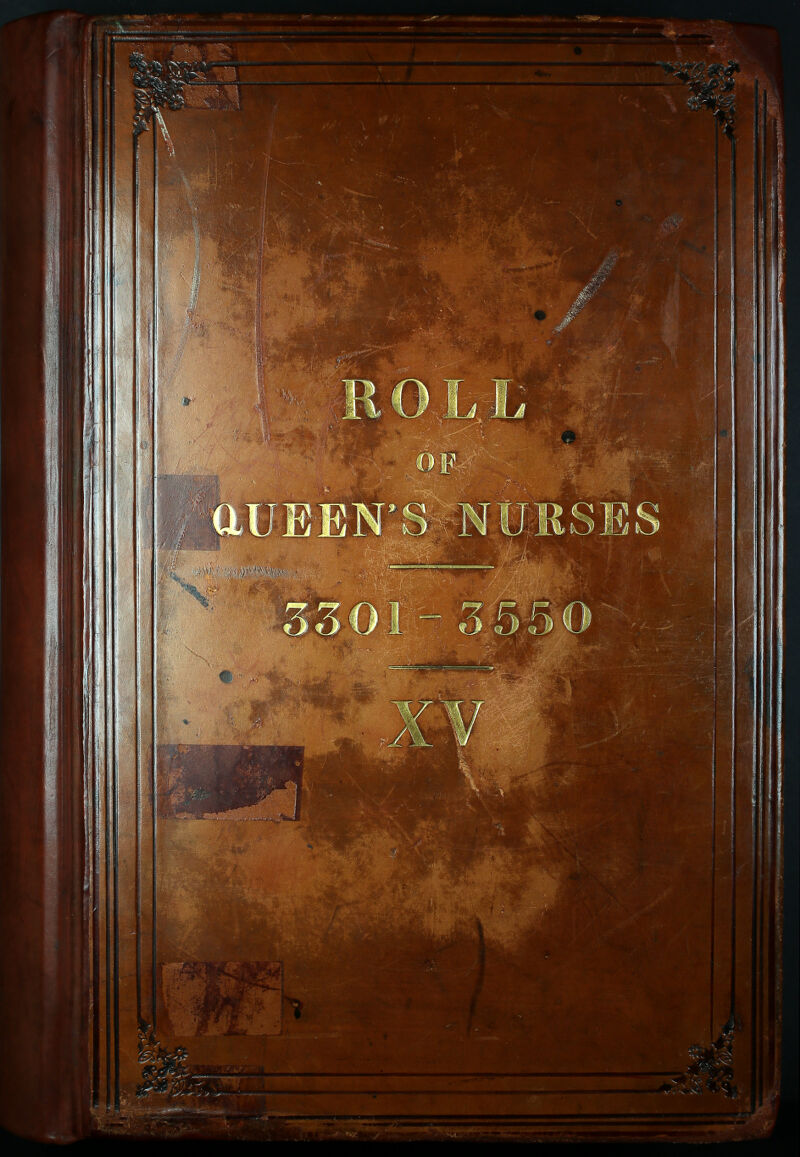 ROLL
OF
QUEEN'S NURSES
3301 – 3550
XV